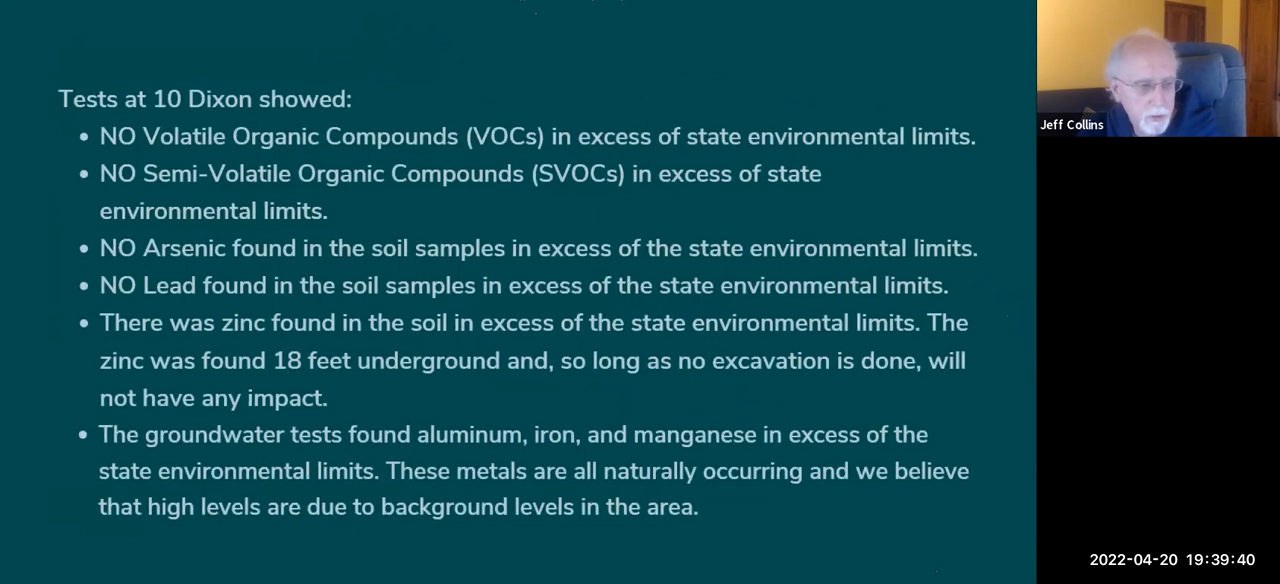 Tests at 10 Dixon showed:
• NO Volatile Organic Compounds (VOCs) in excess of state environmental limits.
• NO Semi-Volatile Organic Compounds (SVOCs) in excess of state
environmental limits.
• NO Arsenic found in the soil samples in excess of the state environmental limits.
• NO Lead found in the soil samples in excess of the state environmental limits.
• There was zinc found in the soil in excess of the state environmental limits. The
zinc was found 18 feet underground and, so long as no excavation is done, will
not have any impact.
• The groundwater tests found aluminum, iron, and manganese in excess of the
state environmental limits. These metals are all naturally occurring and we believe
that high levels are due to background levels in the area.
Jeff Collins
2022-04-20 19:39:40